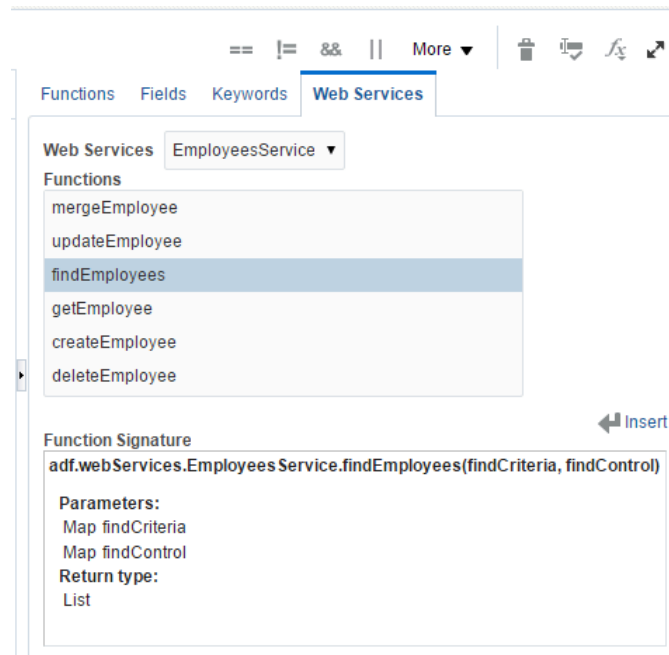 == != && || More ▼
Functions Fields Keywords Web Services
Web Services EmployeesService ▼
Functions
mergeEmployee
updateEmployee
findEmployees
getEmployee
createEmployee
deleteEmployee
Insert
Function Signature
adf.webServices.EmployeesService.findEmployees(findCriteria, findControl)
Parameters:
Map findCriteria
Map findControl
Return type:
List